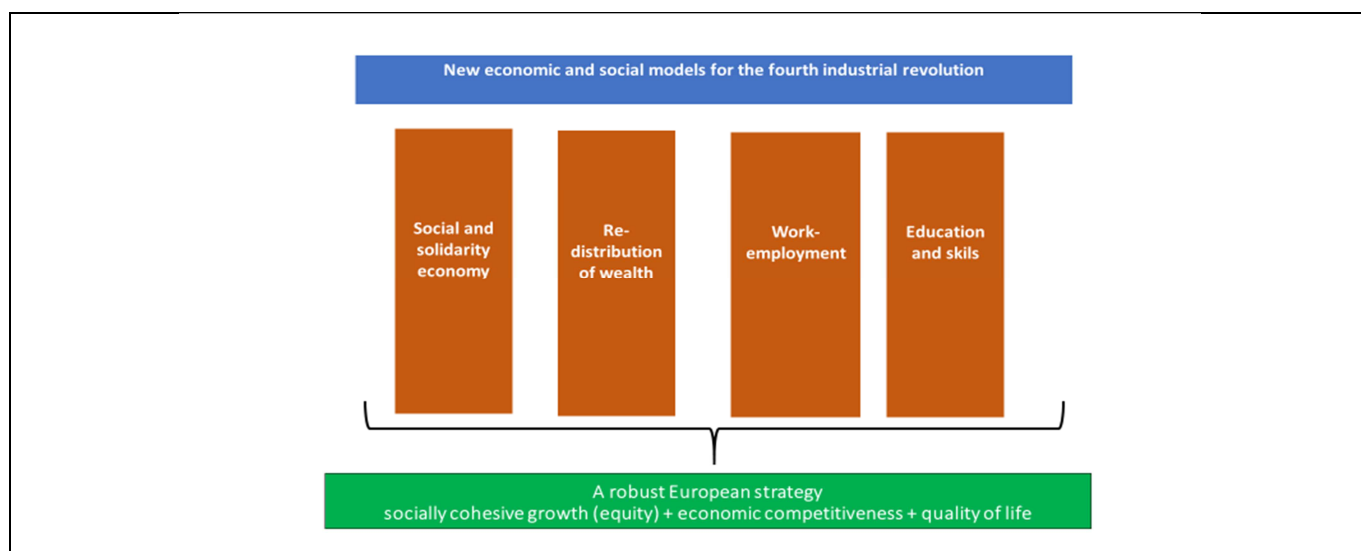 New economic and social models for the fourth industrial revolution
Social and
solidarity
economy
Re-
distribution
of wealth
Work-
employment
Education
and skils
A robust European strategy
socially cohesive growth (equity) + economic competitiveness + quality of life